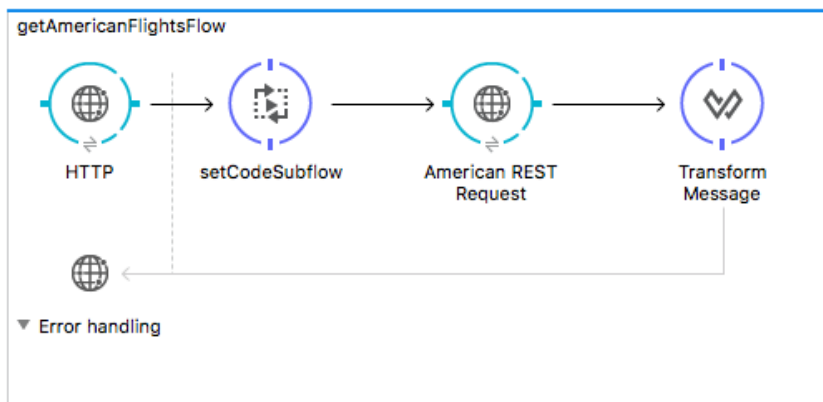 getAmericanFlightsFlow
HTTP
setCodeSubflow
American REST
Request
Transform
Message
Error handling